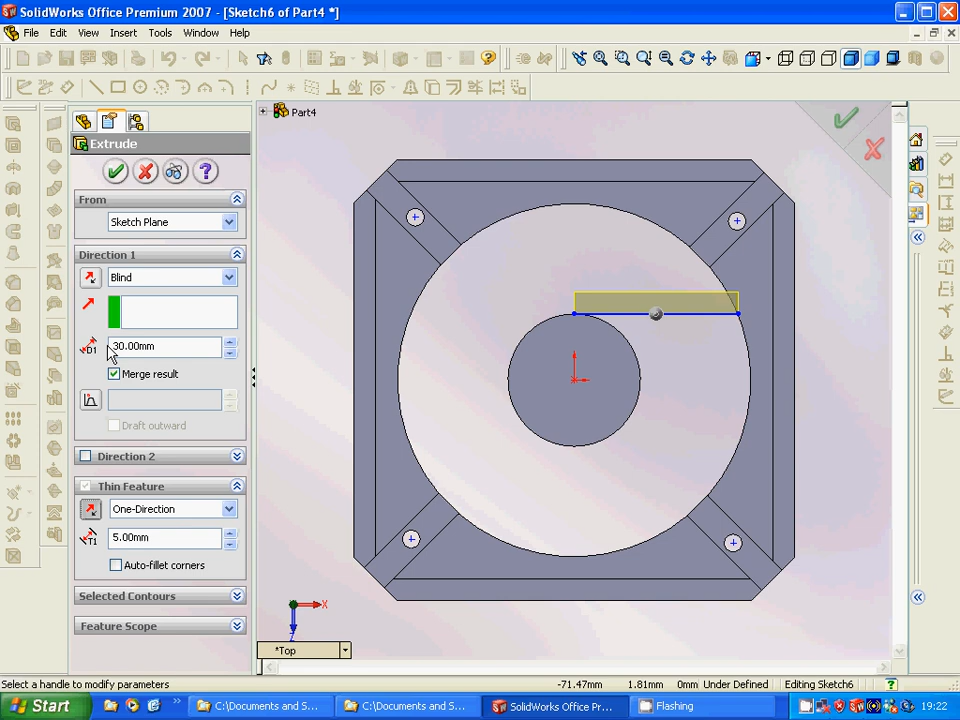 SolidWorks Office Premium 2007 - [Sketch6 of Part4 *]
File Edit View Insert Tools Window Help
Part4
Extrude
From
Sketch Plane
Direction 1
Blind
D1
30.00mm
Merge result
Draft outward
Direction 2
Thin Feature
One-Direction
T1
5.00mm
Auto-fillet corners
Selected Contours
Feature Scope
X
Z
*Top
Select a handle to modify parameters
-71.47mm 1.81mm 0mm Under Defined Editing Sketch6
Start
C:\Documents and S...
C:\Documents and S...
SolidWorks Office Pr...
Flashing
19:22